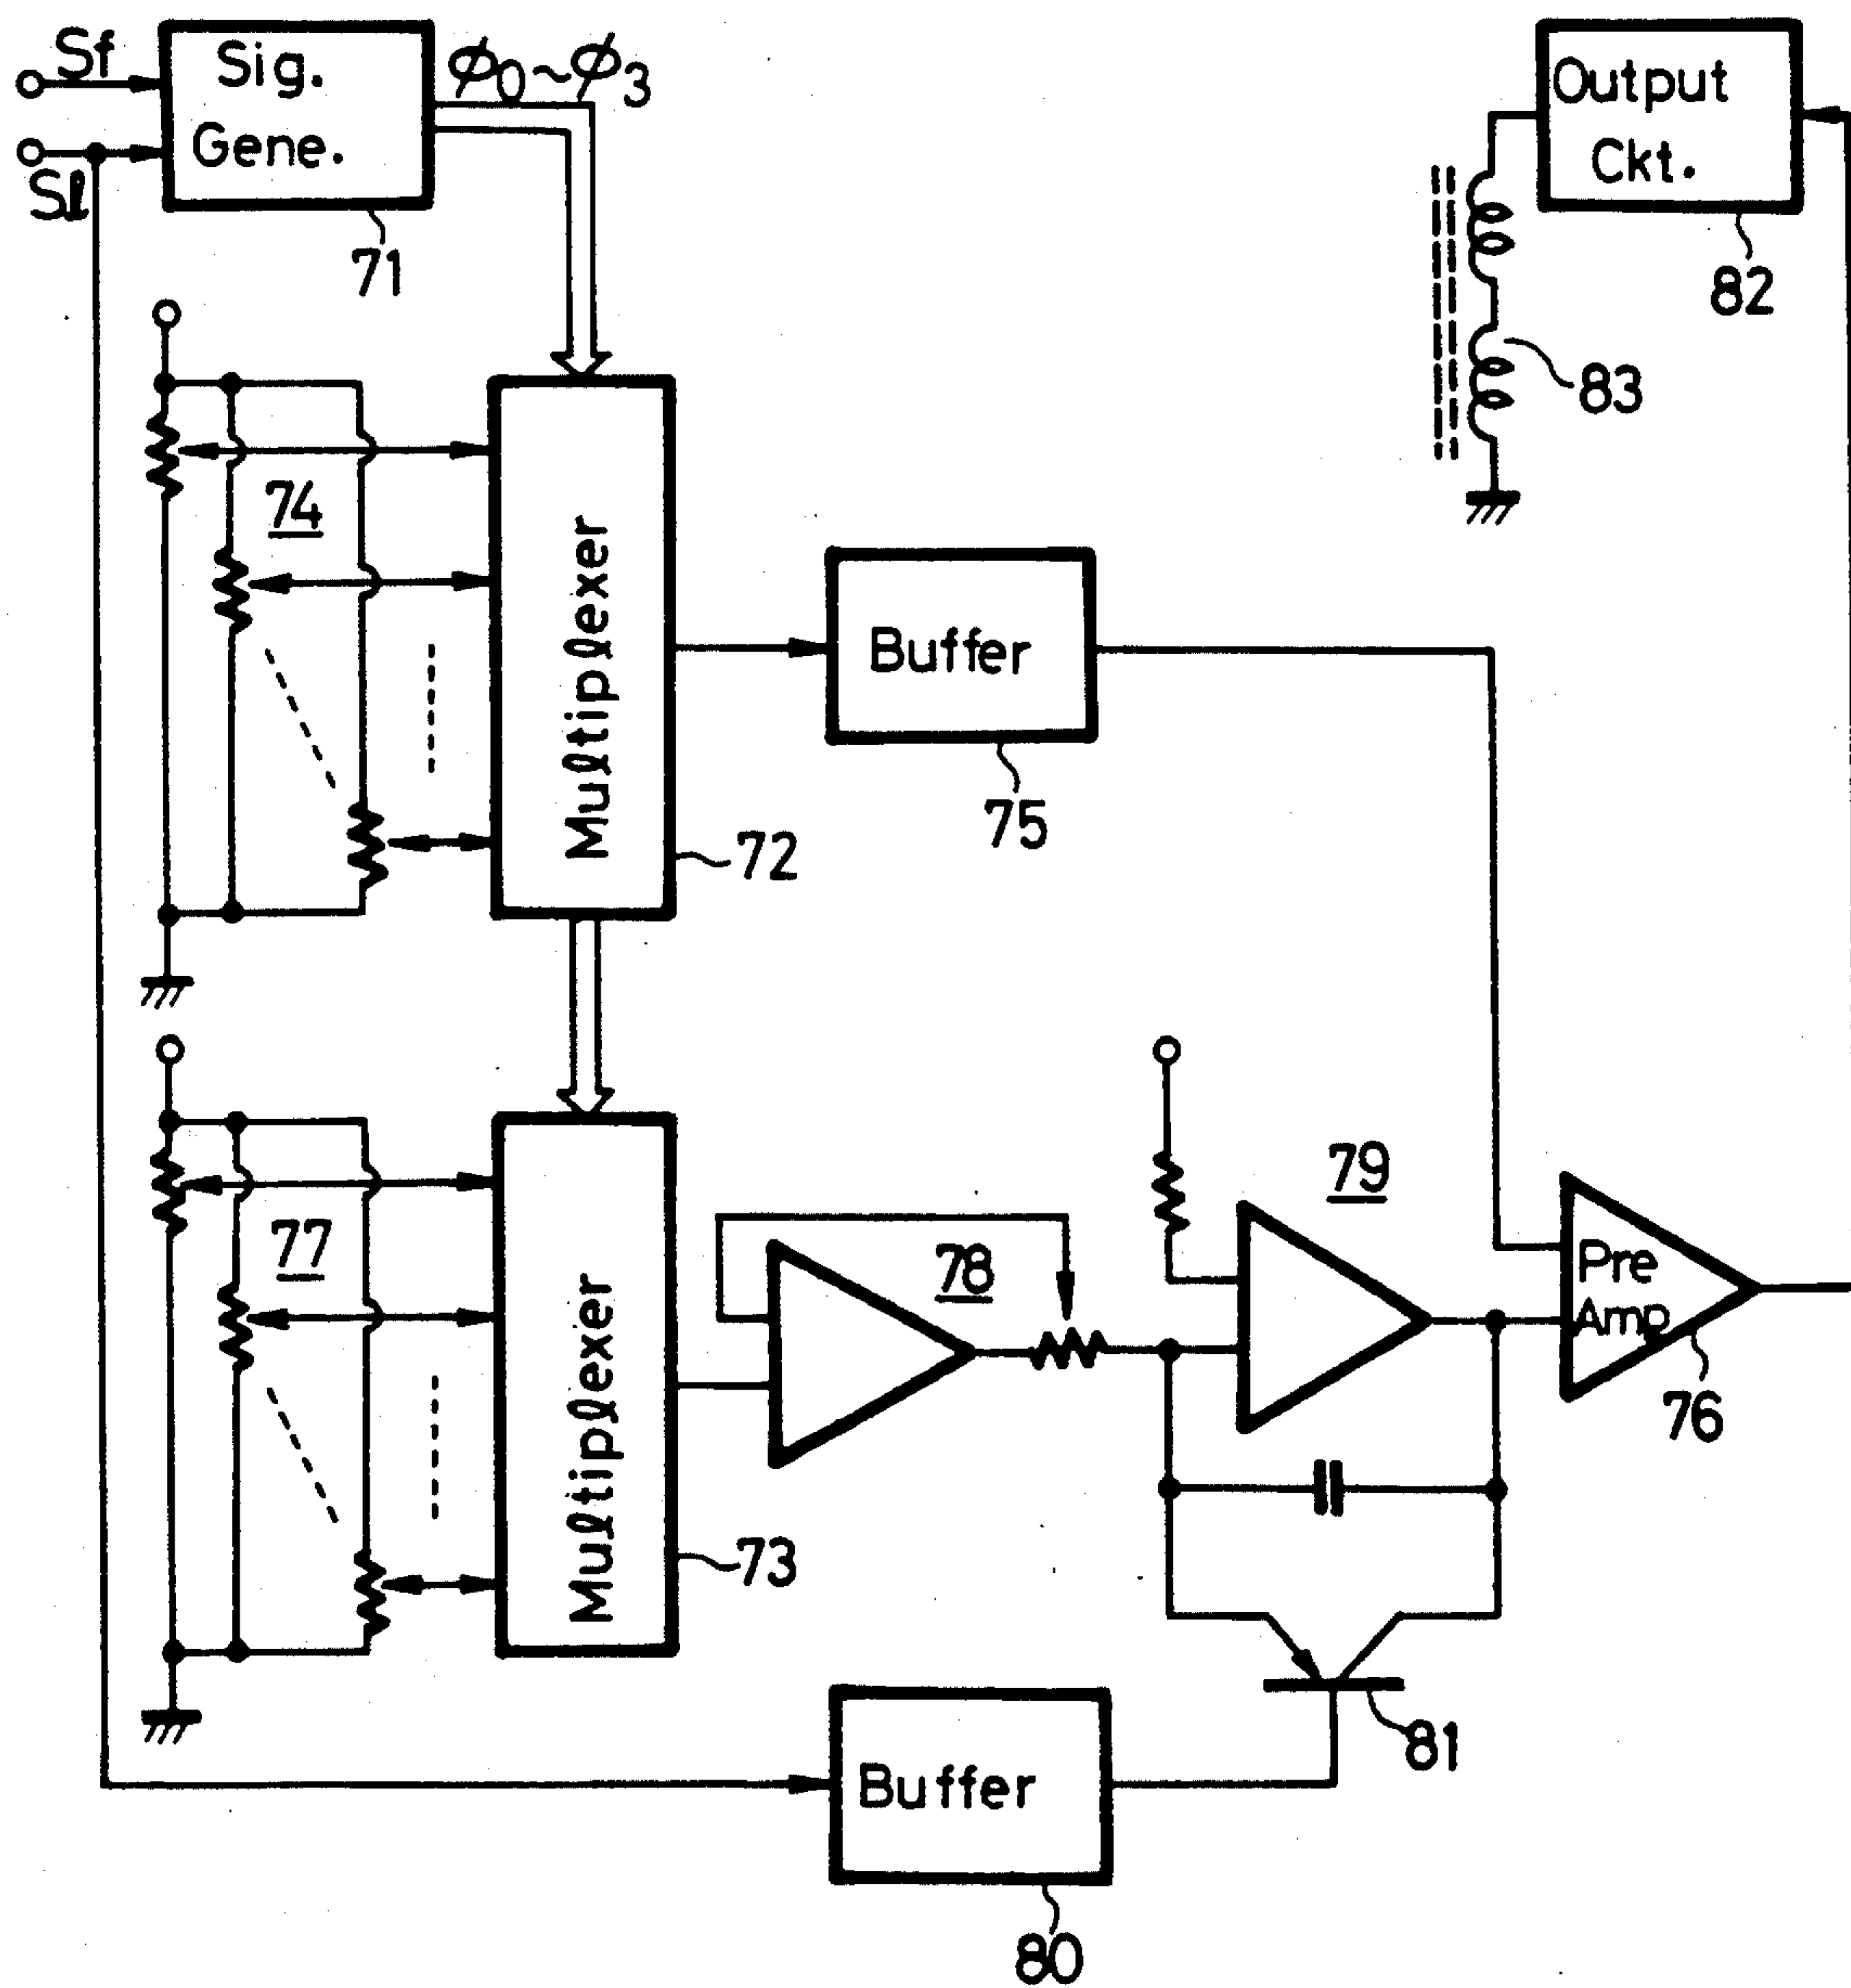 Sf
Sl
Sig.
Gene.
ϕ0~ϕ3
71
Output
Ckt.
82
83
74
Multiplexer
72
Buffer
75
77
Multiplexer
73
78
79
Pre
Amp
76
81
Buffer
80